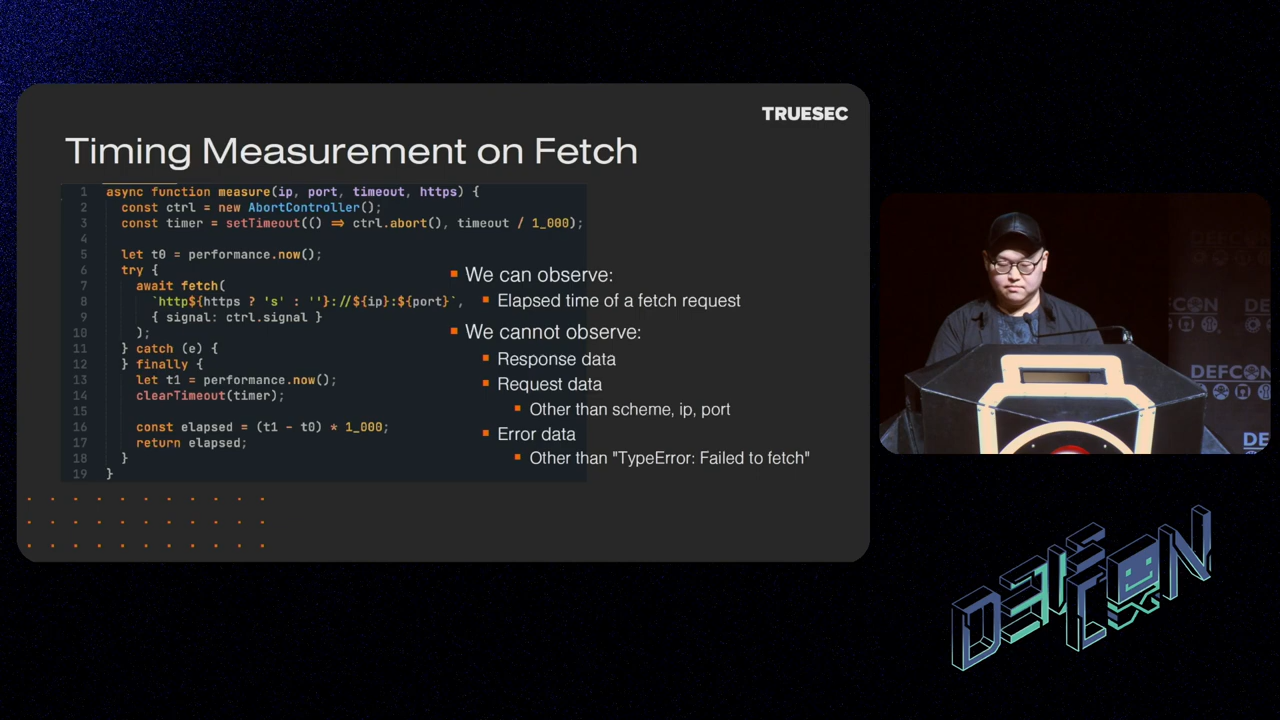 TRUESEC
Timing Measurement on Fetch
1 async function measure(ip, port, timeout, https) {
2 const ctrl = new AbortController();
3 const timer = setTimeout(() => ctrl.abort(), timeout / 1_000);
4
5 let t0 = performance.now();
6 try {
7 await fetch(
8 `http${https ? 's' : ''}://${ip}:${port}`,
9 { signal: ctrl.signal }
10 );
11 } catch (e) {
12 } finally {
13 let t1 = performance.now();
14 clearTimeout(timer);
15
16 const elapsed = (t1 - t0) * 1_000;
17 return elapsed;
18 }
19 }
We can observe:
Elapsed time of a fetch request
We cannot observe:
Response data
Request data
Other than scheme, ip, port
Error data
Other than "TypeError: Failed to fetch"
DEFCON
DEFCON
DE
DEF CON